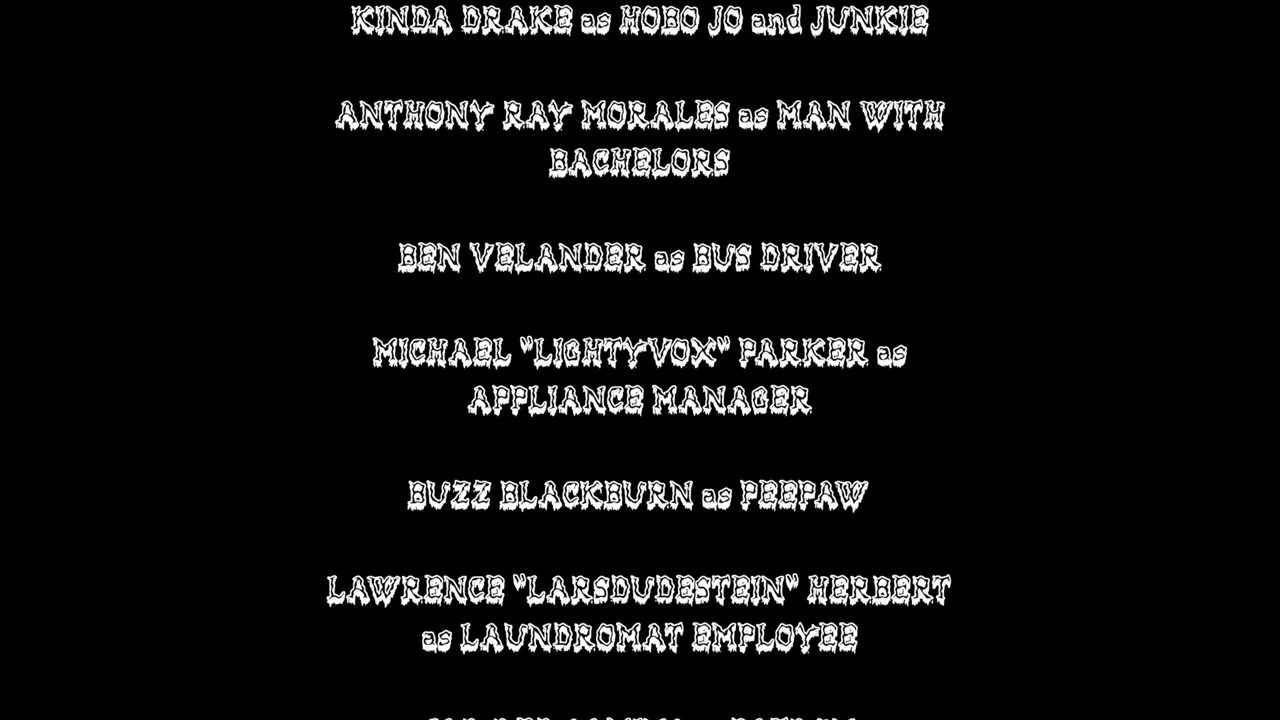 KINDA DRAKE as HOBO JO and JUNKIE
ANTHONY RAY MORALES as MAN WITH
BACHELORS
BEN VELANDER as BUS DRIVER
MICHAEL "LIGHTYVOX" PARKER as
APPLIANCE MANAGER
BUZZ BLACKBURN as PEEPAW
LAWRENCE "LARSDUDESTEIN" HERBERT
as LAUNDROMAT EMPLOYEE